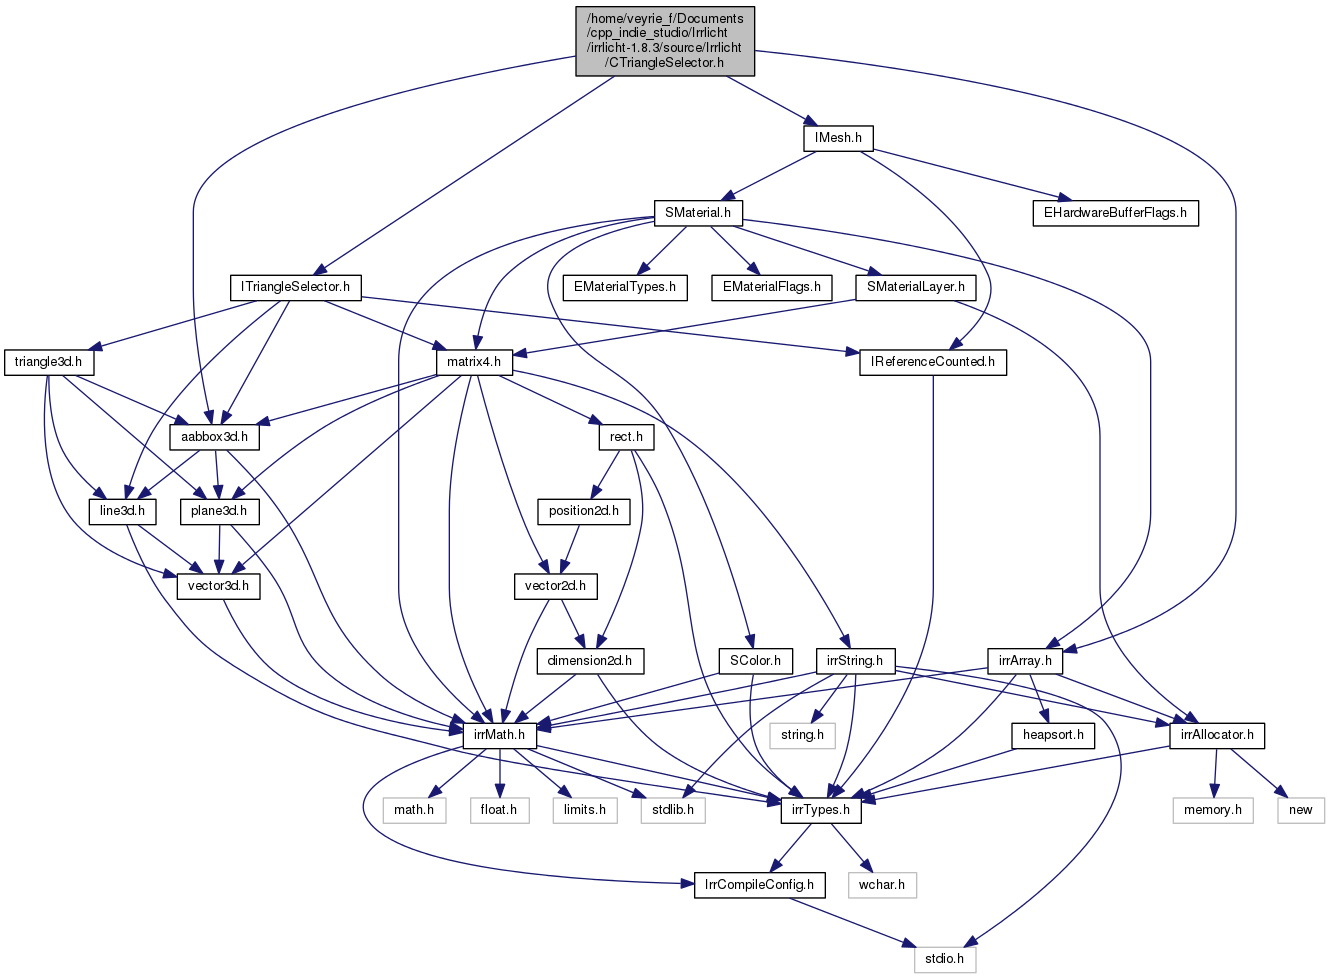 /home/veyrie_f/Documents
/cpp_indie_studio/Irrlicht
/irrlicht-1.8.3/source/Irrlicht
/CTriangleSelector.h
IMesh.h
SMaterial.h
EHardwareBufferFlags.h
ITriangleSelector.h
EMaterialTypes.h
EMaterialFlags.h
SMaterialLayer.h
triangle3d.h
matrix4.h
IReferenceCounted.h
aabbox3d.h
rect.h
line3d.h
plane3d.h
position2d.h
vector3d.h
vector2d.h
dimension2d.h
SColor.h
irrString.h
irrArray.h
irrMath.h
string.h
heapsort.h
irrAllocator.h
math.h
float.h
limits.h
stdlib.h
irrTypes.h
memory.h
new
IrrCompileConfig.h
wchar.h
stdio.h